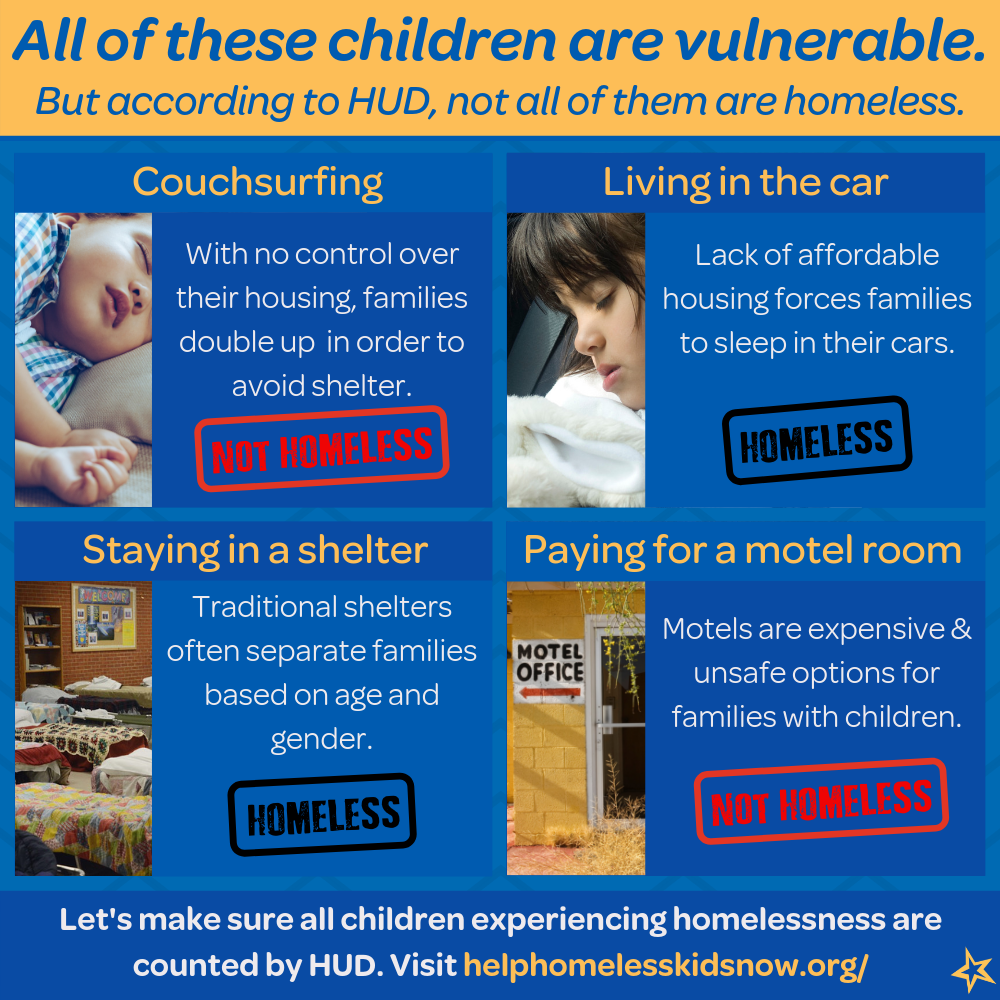 All of these children are vulnerable.
But according to HUD, not all of them are homeless.
Couchsurfing
With no control over
their housing, families
double up in order to
avoid shelter.
NOT HOMELESS
Living in the car
Lack of affordable
housing forces families
to sleep in their cars.
HOMELESS
Staying in a shelter
WELCOME
Traditional shelters
often separate families
based on age and
gender.
HOMELESS
Paying for a motel room
MOTEL
OFFICE
Motels are expensive &
unsafe options for
families with children.
NOT HOMELESS
Let's make sure all children experiencing homelessness are
counted by HUD. Visit helphomelesskidsnow.org/